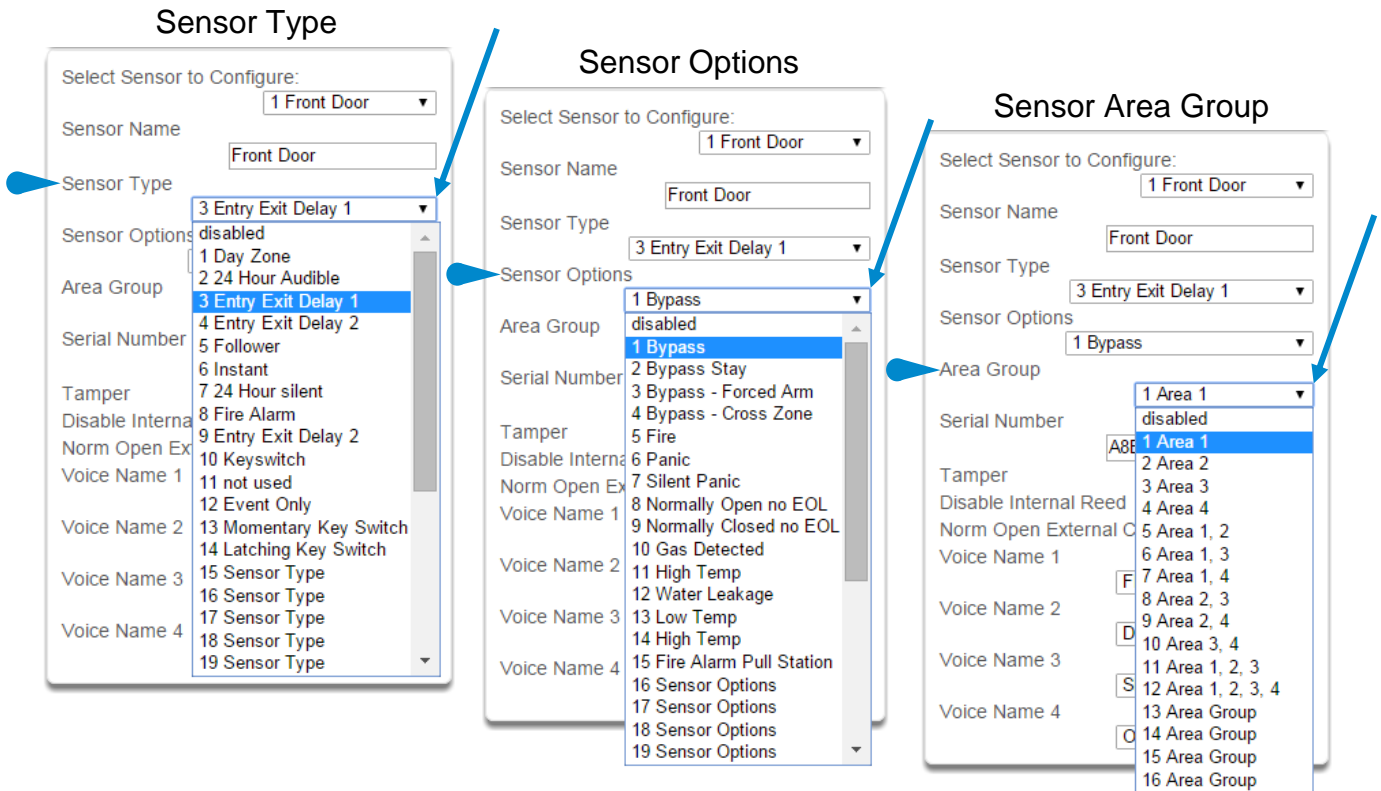 Sensor Type
Select Sensor to Configure:
1 Front Door
Sensor Name
Front Door
Sensor Type
3 Entry Exit Delay 1
Sensor Options
Area Group
Serial Number
Tamper
Disable Interna
Norm Open Ex
Voice Name 1
Voice Name 2
Voice Name 3
Voice Name 4
disabled
1 Day Zone
2 24 Hour Audible
3 Entry Exit Delay 1
4 Entry Exit Delay 2
5 Follower
6 Instant
7 24 Hour silent
8 Fire Alarm
9 Entry Exit Delay 2
10 Keyswitch
11 not used
12 Event Only
13 Momentary Key Switch
14 Latching Key Switch
15 Sensor Type
16 Sensor Type
17 Sensor Type
18 Sensor Type
19 Sensor Type
Sensor Options
Select Sensor to Configure:
1 Front Door
Sensor Name
Front Door
Sensor Type
3 Entry Exit Delay 1
Sensor Options
1 Bypass
Area Group
Serial Number
Tamper
Disable Interna
Norm Open Ex
Voice Name 1
Voice Name 2
Voice Name 3
Voice Name 4
disabled
1 Bypass
2 Bypass Stay
3 Bypass - Forced Arm
4 Bypass - Cross Zone
5 Fire
6 Panic
7 Silent Panic
8 Normally Open no EOL
9 Normally Closed no EOL
10 Gas Detected
11 High Temp
12 Water Leakage
13 Low Temp
14 High Temp
15 Fire Alarm Pull Station
16 Sensor Options
17 Sensor Options
18 Sensor Options
19 Sensor Options
Sensor Area Group
Select Sensor to Configure:
1 Front Door
Sensor Name
Front Door
Sensor Type
3 Entry Exit Delay 1
Sensor Options
1 Bypass
Area Group
1 Area 1
Serial Number
Tamper
Disable Internal Reed
Norm Open External C
Voice Name 1
F
Voice Name 2
D
Voice Name 3
S
Voice Name 4
O
disabled
1 Area 1
2 Area 2
3 Area 3
4 Area 4
5 Area 1, 2
6 Area 1, 3
7 Area 1, 4
8 Area 2, 3
9 Area 2, 4
10 Area 3, 4
11 Area 1, 2, 3
12 Area 1, 2, 3, 4
13 Area Group
14 Area Group
15 Area Group
16 Area Group